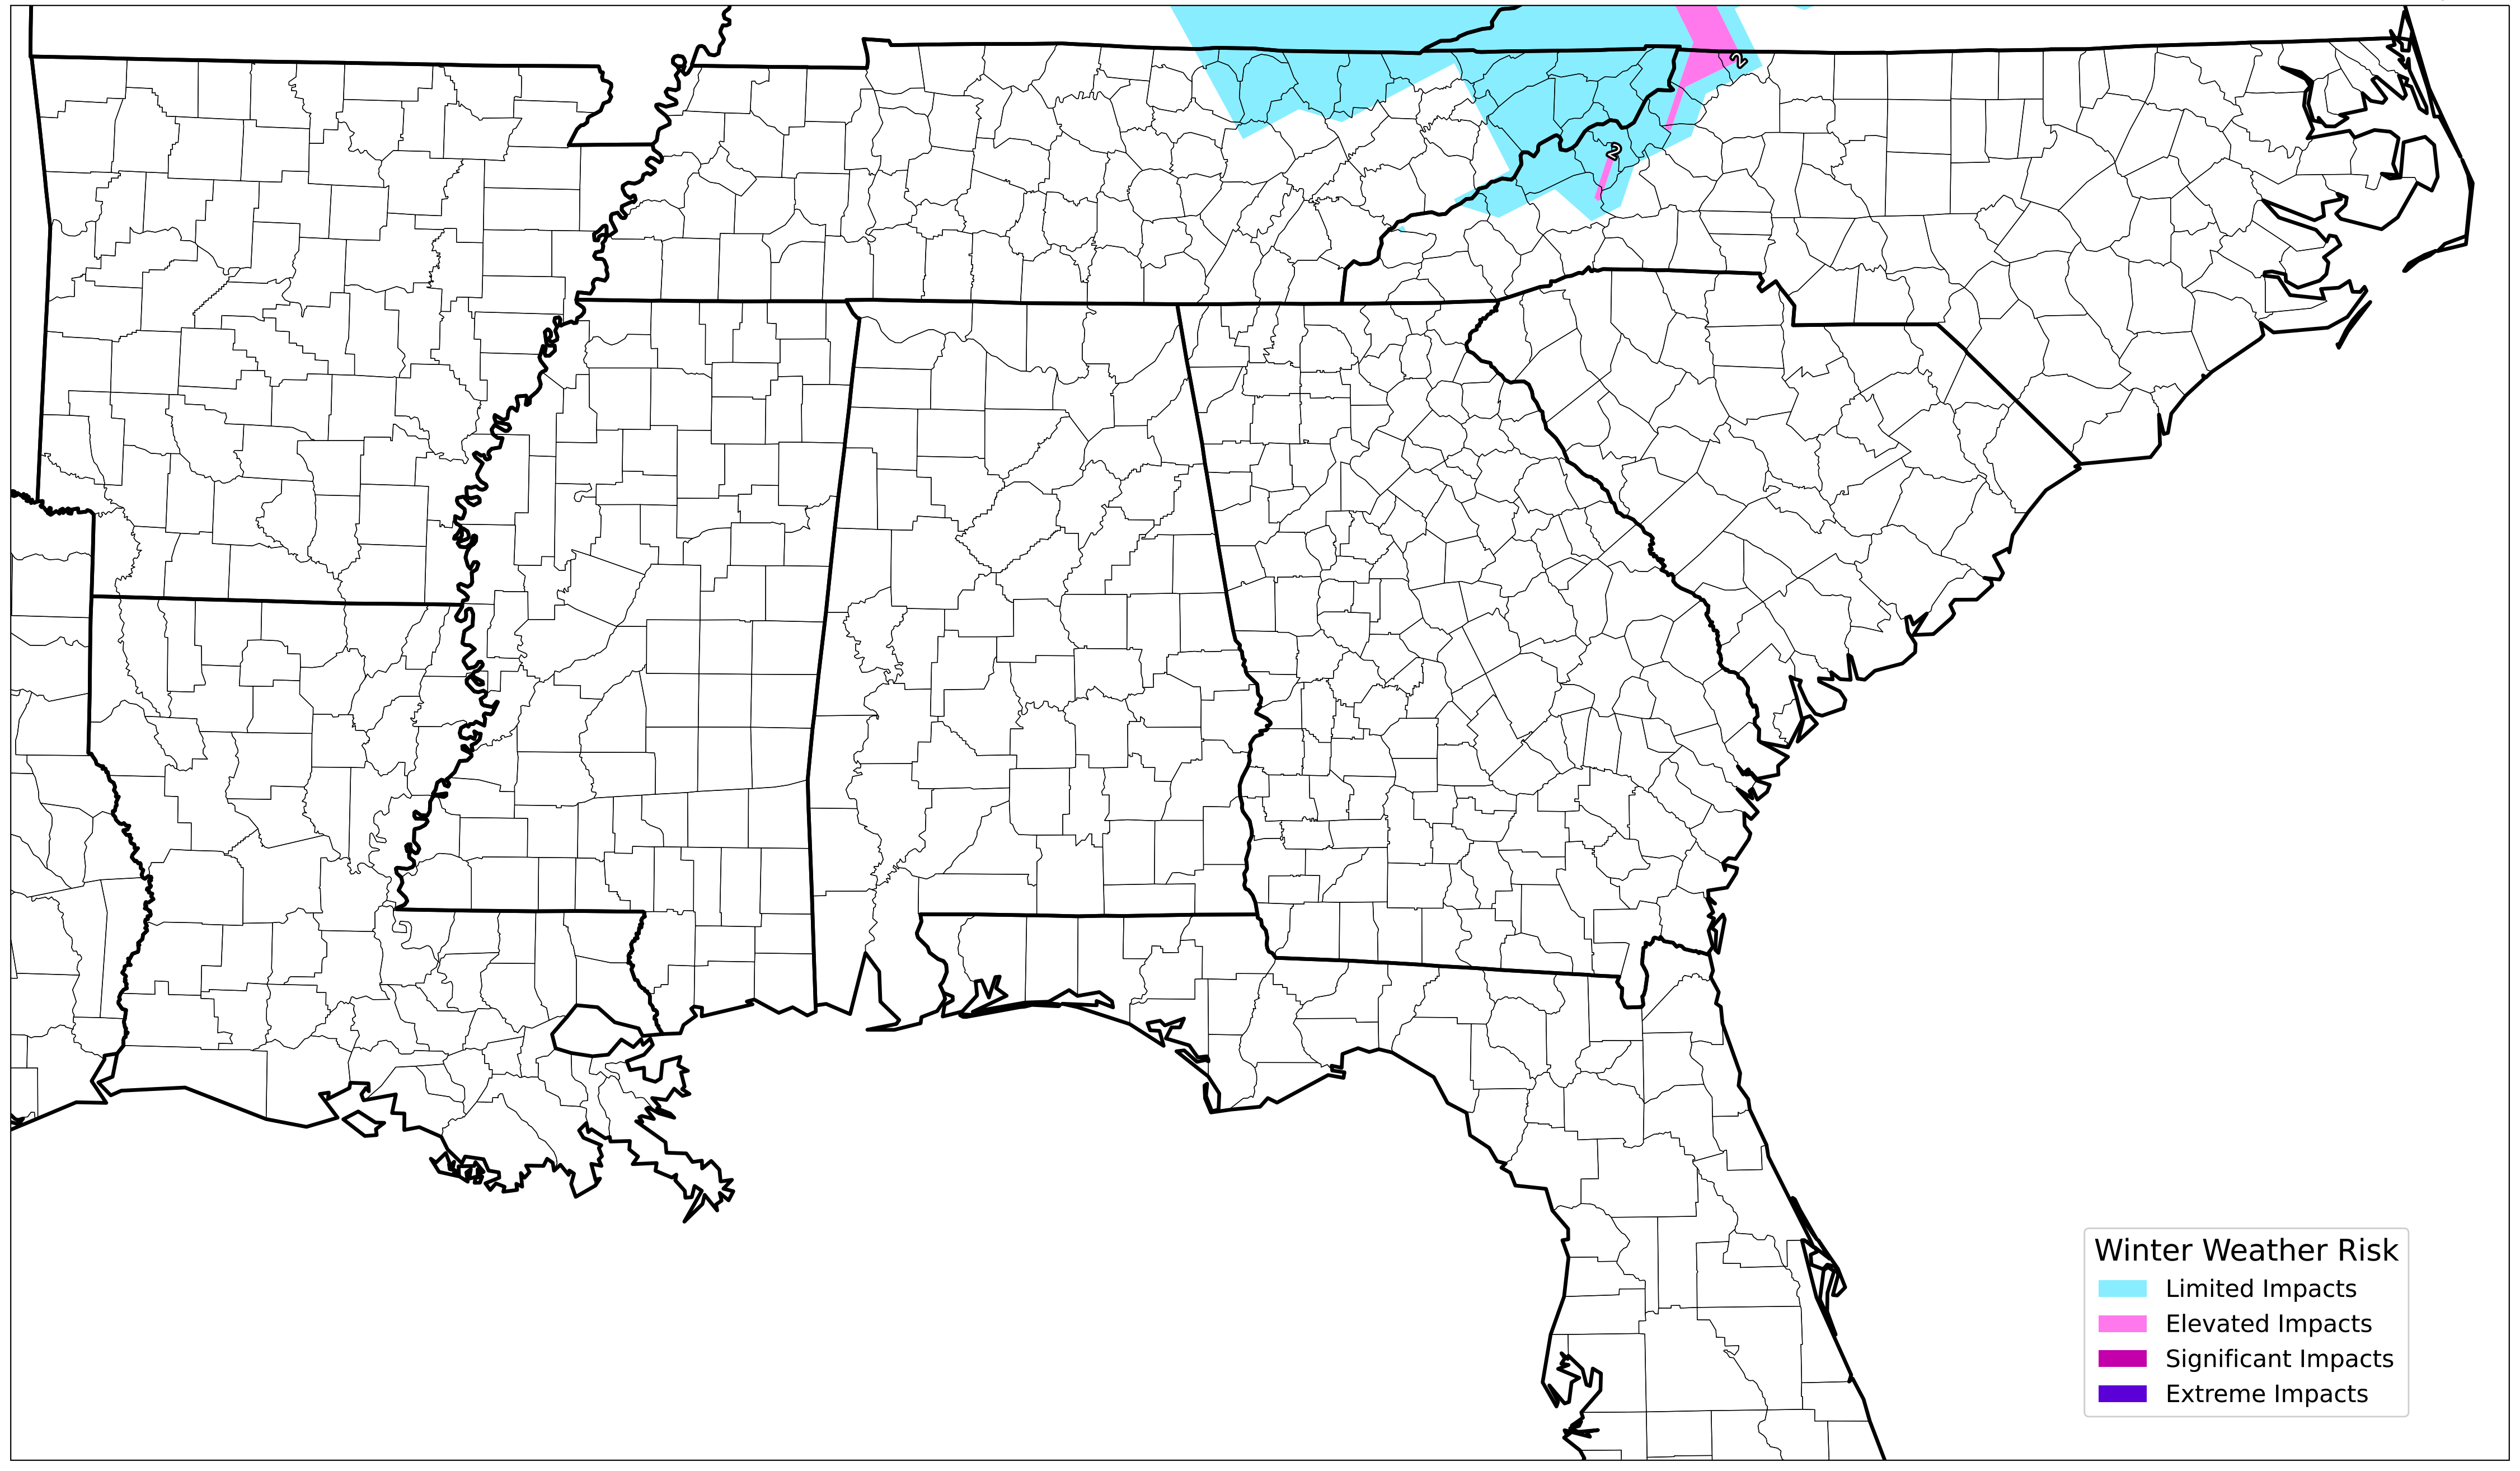 2
2
Winter Weather Risk
Limited Impacts
Elevated Impacts
Significant Impacts
Extreme Impacts